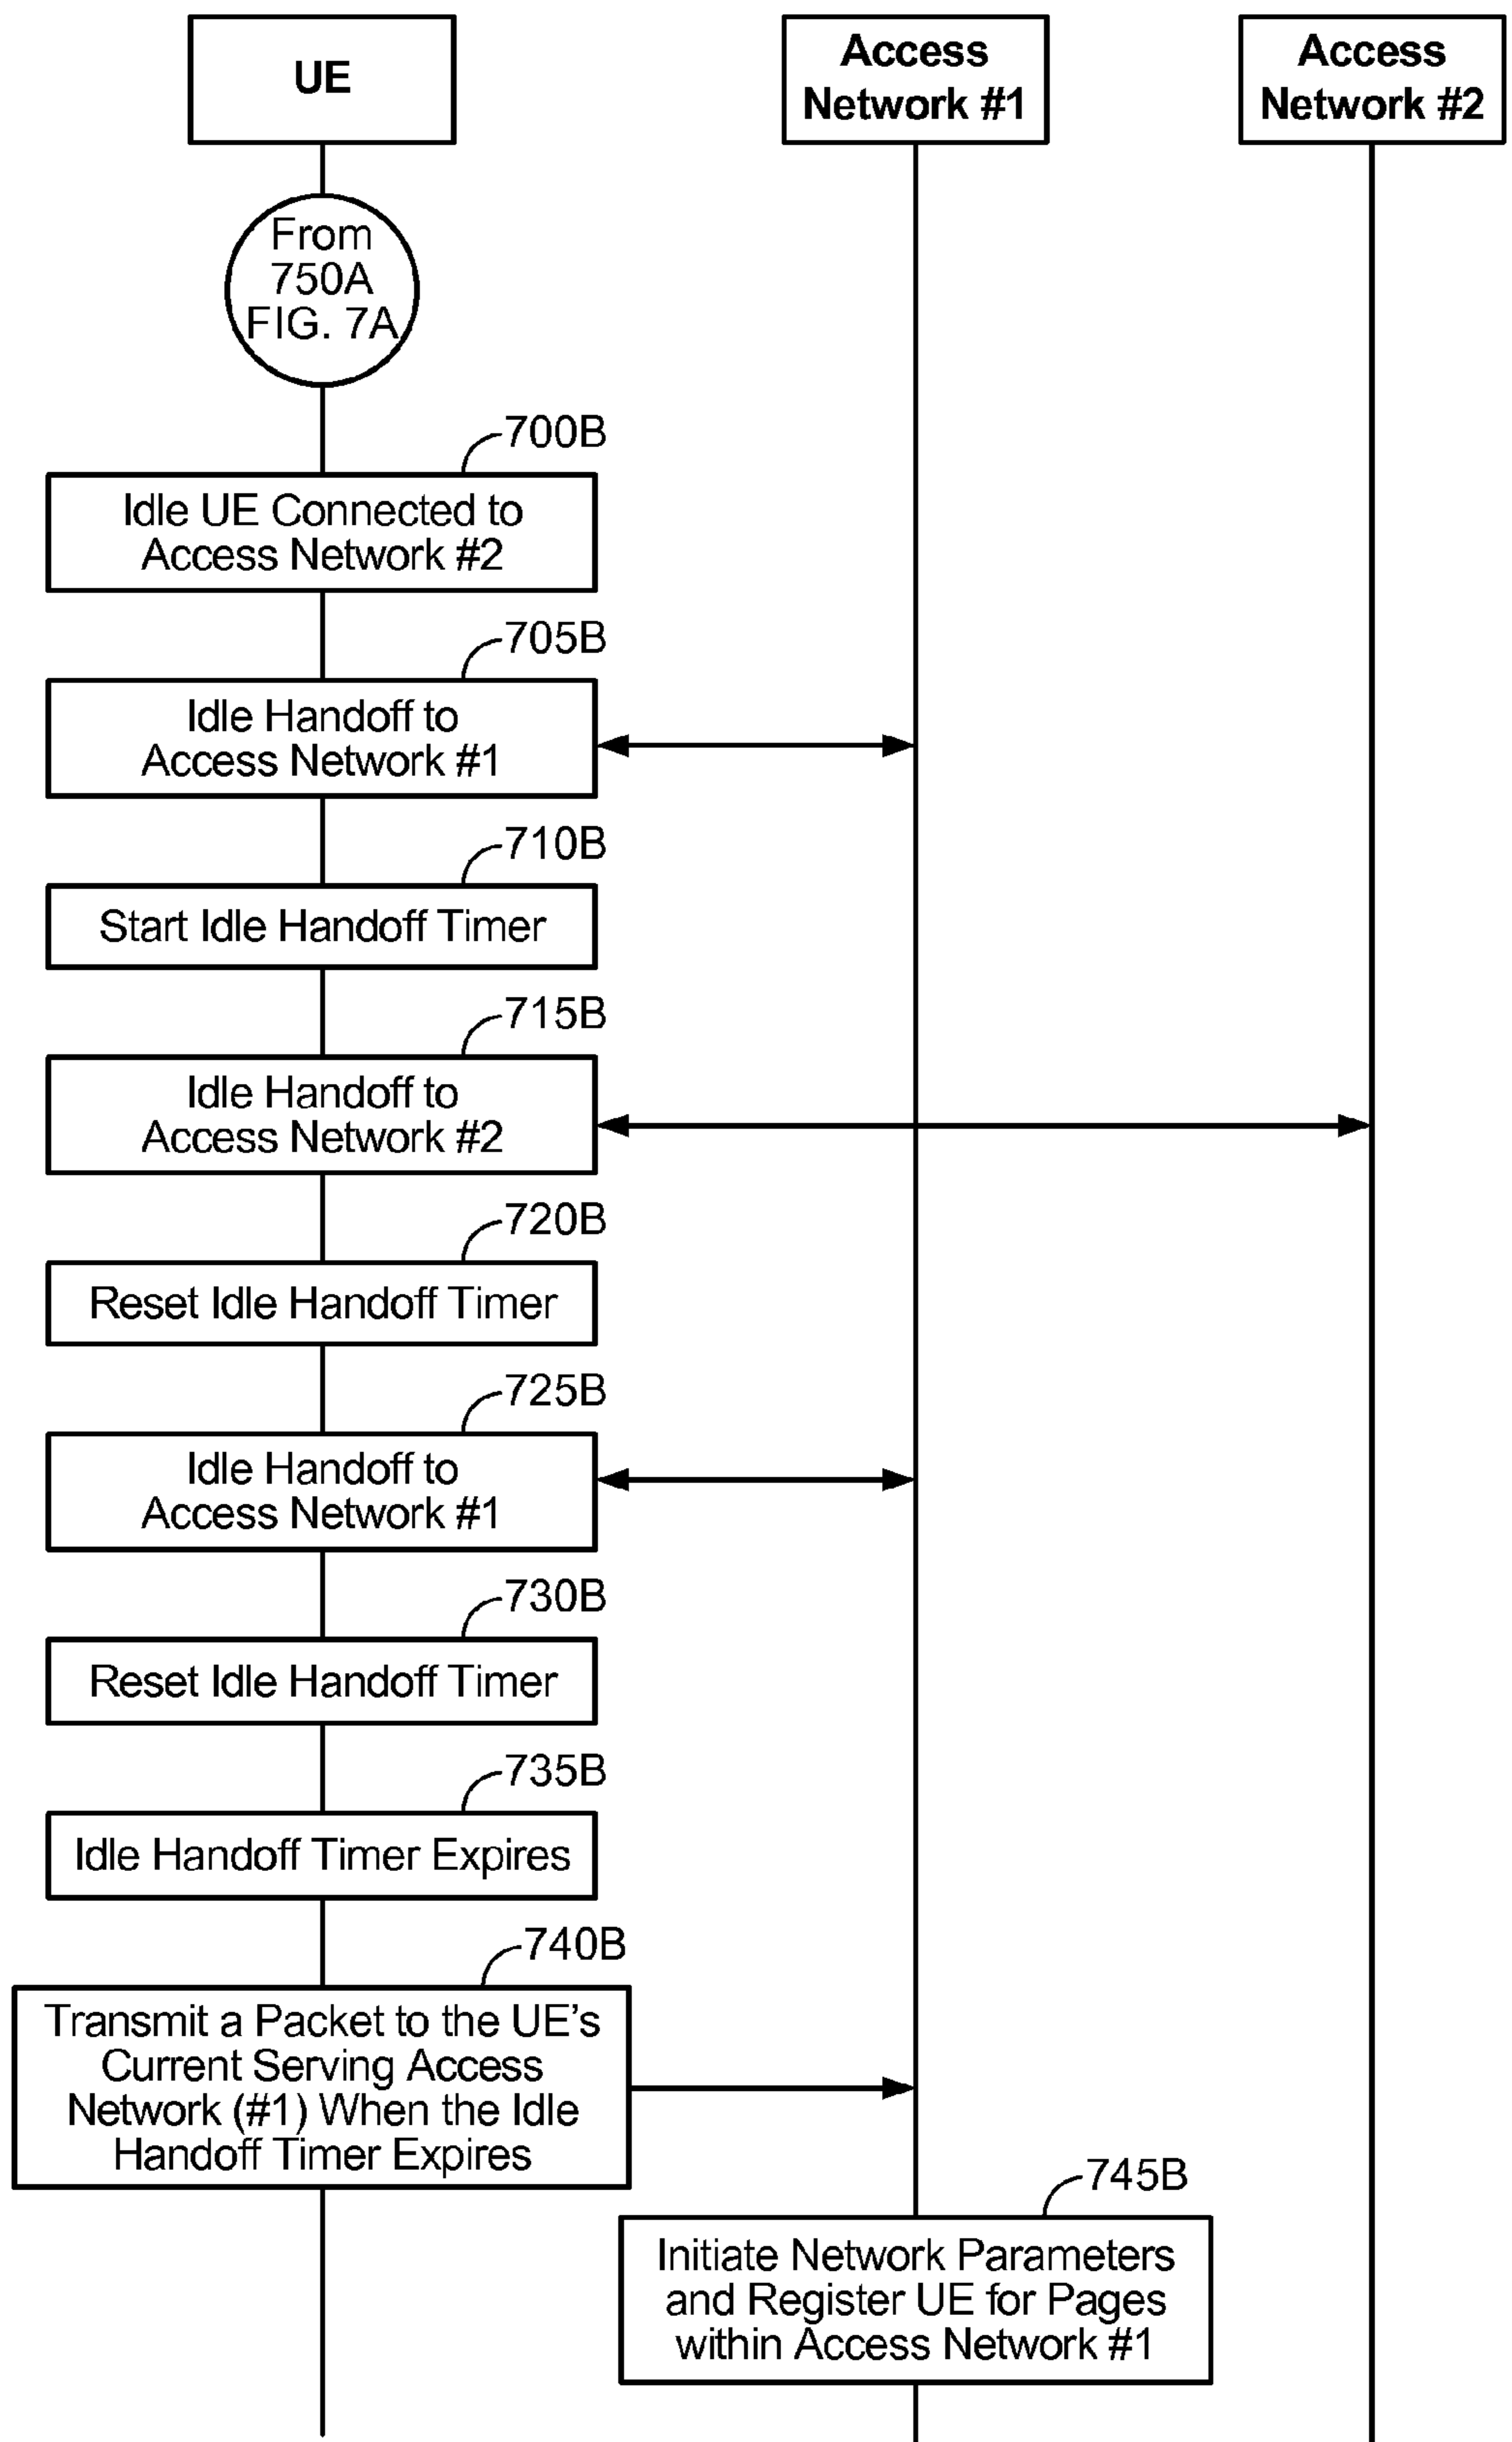 UE
Access
Network #1
Access
Network #2
From
750A
FIG. 7A
700B
Idle UE Connected to
Access Network #2
705B
Idle Handoff to
Access Network #1
710B
Start Idle Handoff Timer
715B
Idle Handoff to
Access Network #2
720B
Reset Idle Handoff Timer
725B
Idle Handoff to
Access Network #1
730B
Reset Idle Handoff Timer
735B
Idle Handoff Timer Expires
740B
Transmit a Packet to the UE’s
Current Serving Access
Network (#1) When the Idle
Handoff Timer Expires
745B
Initiate Network Parameters
and Register UE for Pages
within Access Network #1